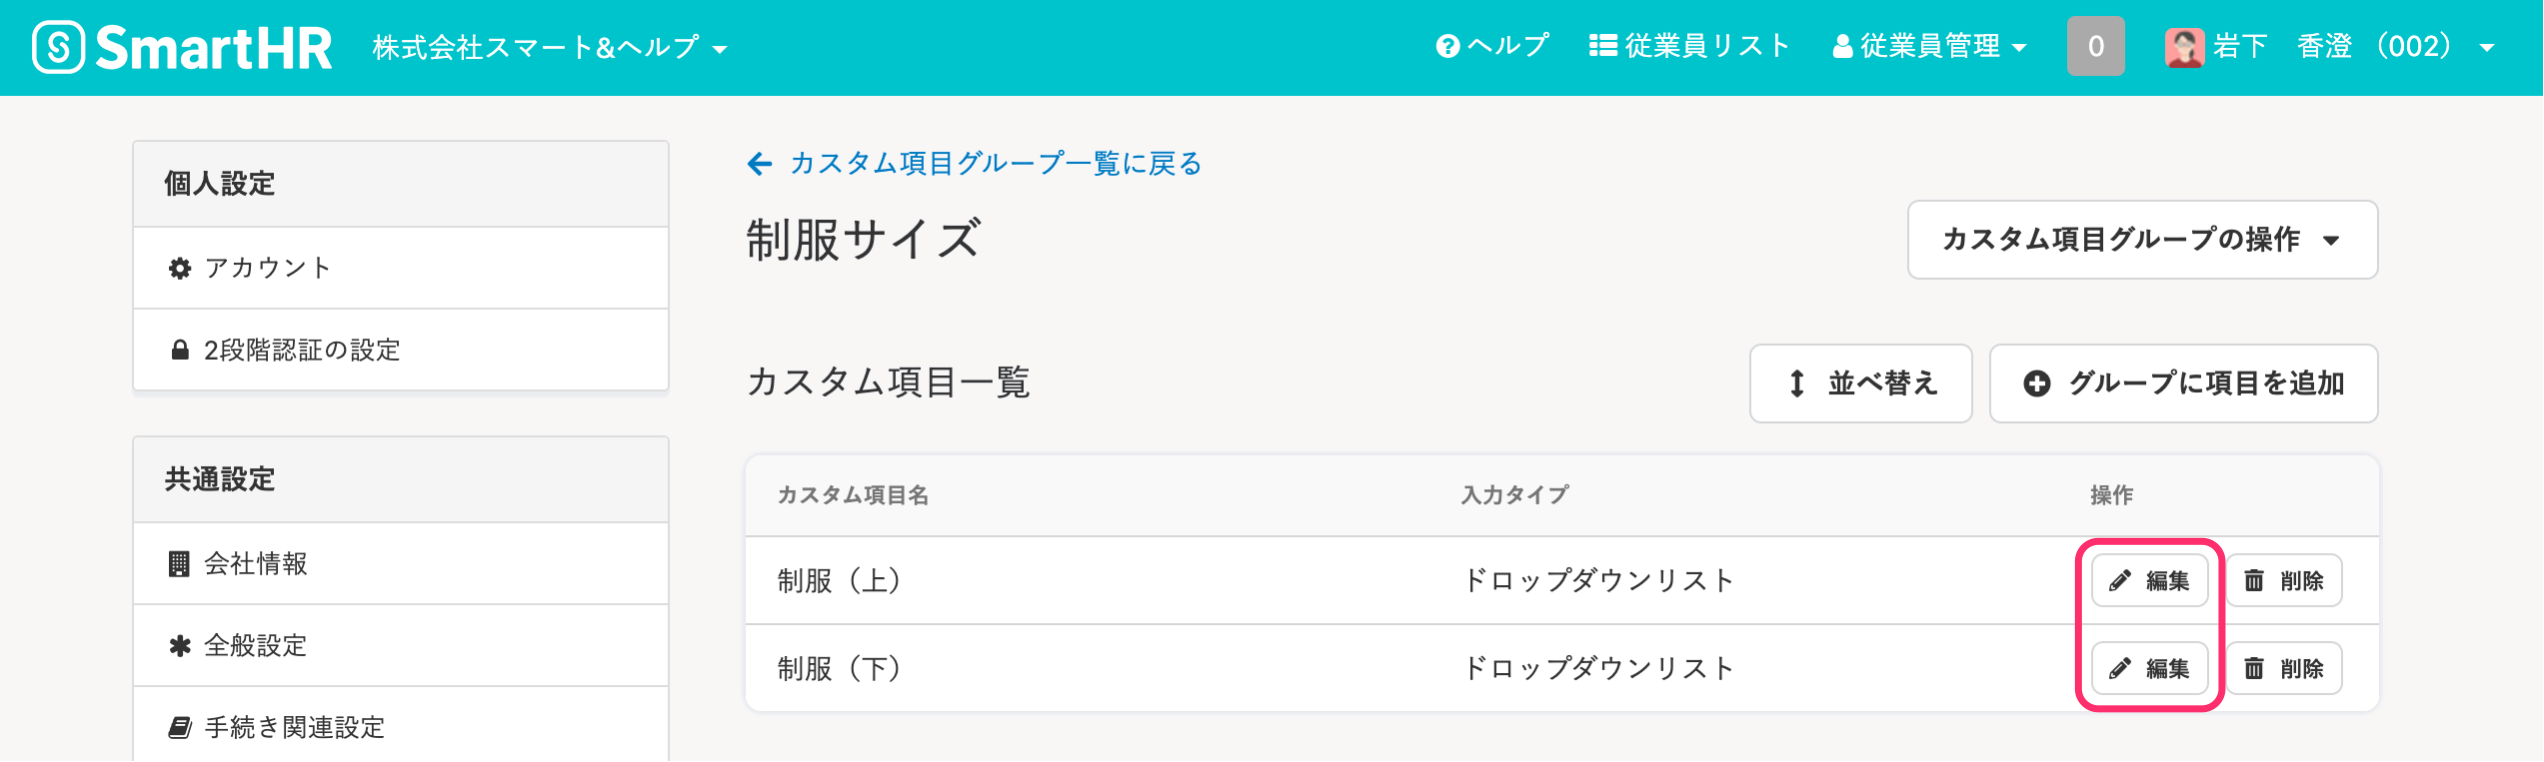 SmartHR 株式会社スマート&ヘルプ ヘルプ 従業員リスト 従業員管理 0 岩下 香澄 （002）
個人設定
アカウント
2段階認証の設定
共通設定
会社情報
全般設定
手続き関連設定
カスタム項目グループ一覧に戻る
制服サイズ
カスタム項目グループの操作
カスタム項目一覧
並べ替え
グループに項目を追加
カスタム項目名 入力タイプ 操作
制服（上） ドロップダウンリスト 編集 削除
制服（下） ドロップダウンリスト 編集 削除